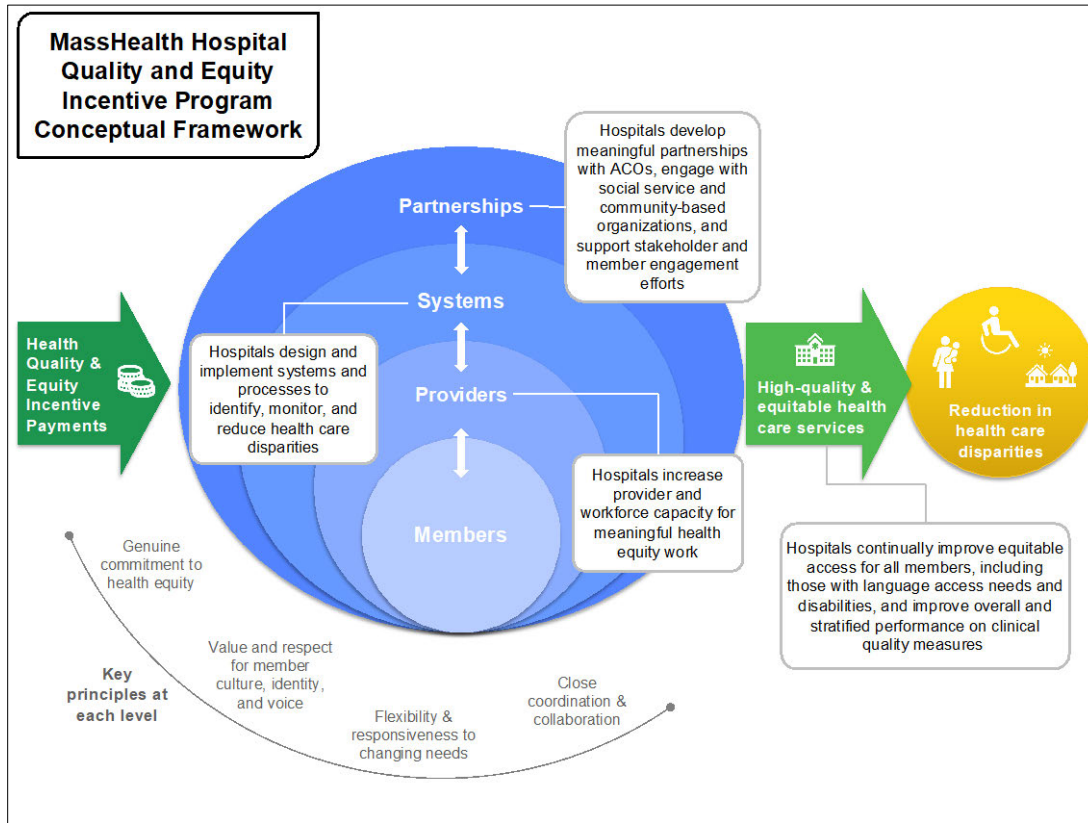 MassHealth Hospital
Quality and Equity
Incentive Program
Conceptual Framework
Hospitals develop
meaningful partnerships
with ACOs, engage with
social service and
community-based
organizations, and
support stakeholder and
member engagement
efforts
Partnerships
Systems
Health
Quality &
Equity
Incentive
Payments
Hospitals design and
implement systems and
processes to
identify, monitor, and
reduce health care
disparities
Providers
High-quality &
equitable health
care services
Reduction in
health care
disparities
Hospitals increase
provider and
workforce capacity for
meaningful health
equity work
Members
Hospitals continually improve equitable
access for all members, including
those with language access needs and
disabilities, and improve overall and
stratified performance on clinical
quality measures
Key
principles at
each level
Genuine
commitment to
health equity
Value and respect
for member
culture, identity,
and voice
Flexibility &
responsiveness to
changing needs
Close
coordination &
collaboration